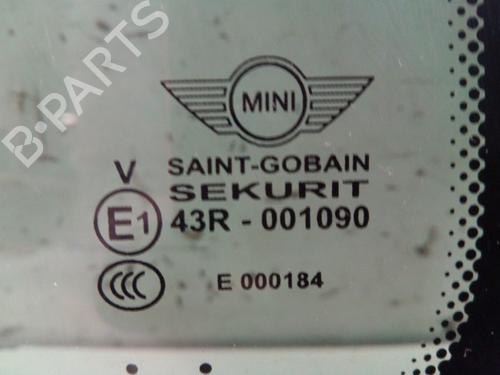 B-PARTS
MINI
SAINT-GOBAIN
V SEKURIT
E1 43R - 001090
CCC E 000184